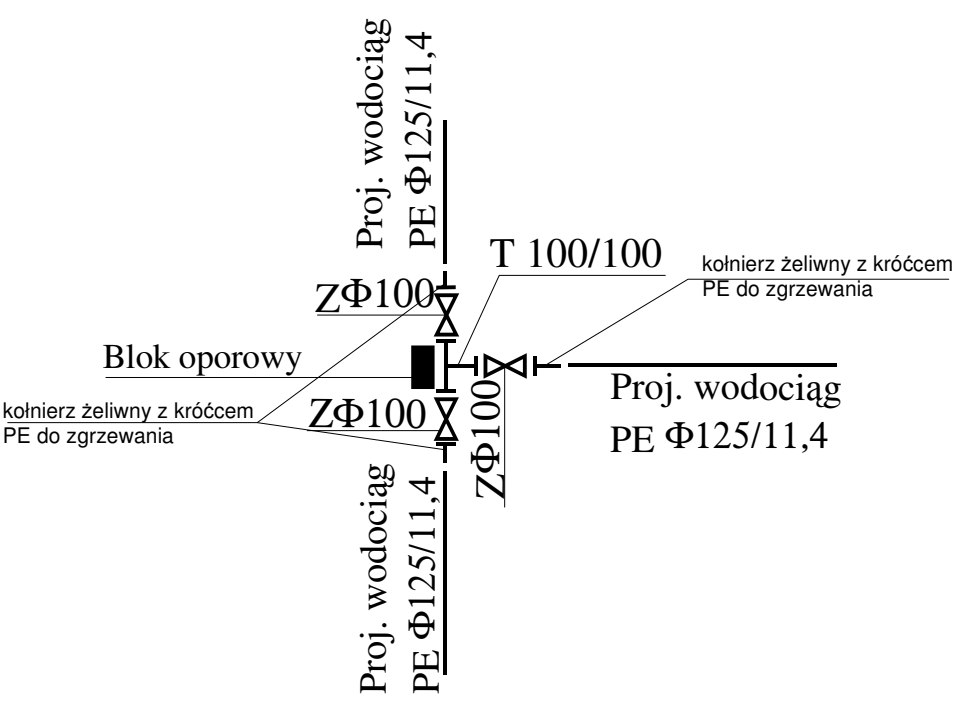 Proj. wodociąg
PE Φ125/11,4
T 100/100
kołnierz żeliwny z króćcem
PE do zgrzewania
ZΦ100
Blok oporowy
Proj. wodociąg
PE Φ125/11,4
kołnierz żeliwny z króćcem
PE do zgrzewania
ZΦ100
ZΦ100
Proj. wodociąg
PE Φ125/11,4